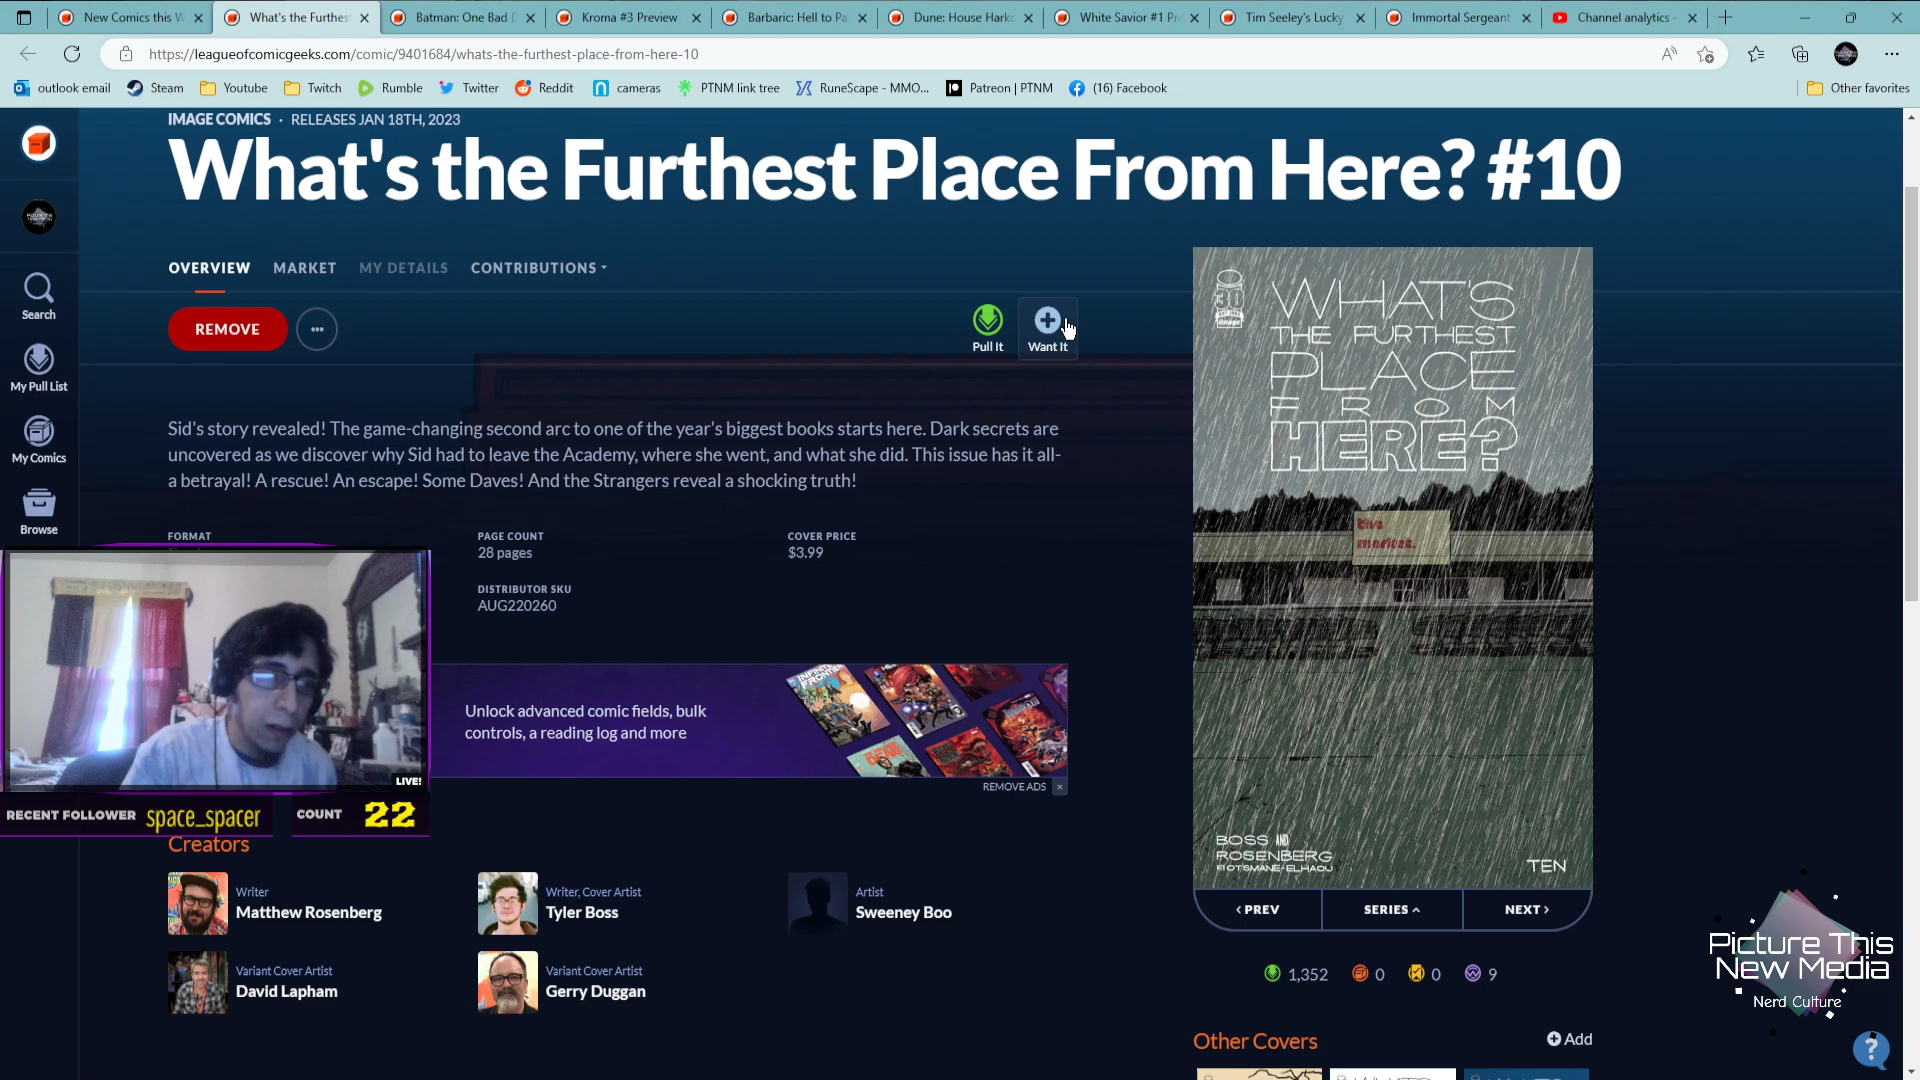 New Comics this W
What's the Furthes
Batman: One Bad D
Kroma #3 Preview
Barbaric: Hell to Pa
Dune: House Hark
White Savior #1 Pr
Tim Seeley's Lucky
Immortal Sergeant
Channel analytics -
https://leagueofcomicgeeks.com/comic/9401684/whats-the-furthest-place-from-here-10
outlook email
Steam
Youtube
Twitch
Rumble
Twitter
Reddit
cameras
PTNM link tree
RuneScape - MMO...
Patreon | PTNM
(16) Facebook
Other favorites
IMAGE COMICS · RELEASES JAN 18TH, 2023
What's the Furthest Place From Here? #10
Search
My Pull List
My Comics
Browse
OVERVIEW
MARKET
MY DETAILS
CONTRIBUTIONS
REMOVE
Pull It
Want It
Sid's story revealed! The game-changing second arc to one of the year's biggest books starts here. Dark secrets are
uncovered as we discover why Sid had to leave the Academy, where she went, and what she did. This issue has it all-
a betrayal! A rescue! An escape! Some Daves! And the Strangers reveal a shocking truth!
FORMAT
PAGE COUNT
28 pages
COVER PRICE
$3.99
DISTRIBUTOR SKU
AUG220260
Unlock advanced comic fields, bulk
controls, a reading log and more
REMOVE ADS ×
LIVE!
RECENT FOLLOWER space_spacer
COUNT 22
Creators
Writer
Matthew Rosenberg
Writer, Cover Artist
Tyler Boss
Artist
Sweeney Boo
Variant Cover Artist
David Lapham
Variant Cover Artist
Gerry Duggan
30
image
WHAT'S
THE FURTHEST
PLACE
FROM
HERE?
BOSS AND
ROSENBERG
OTSMANE-ELHAOU
TEN
‹ PREV
SERIES
NEXT ›
1,352
0
0
9
Other Covers
Add
Picture This
New Media
Nerd Culture
?